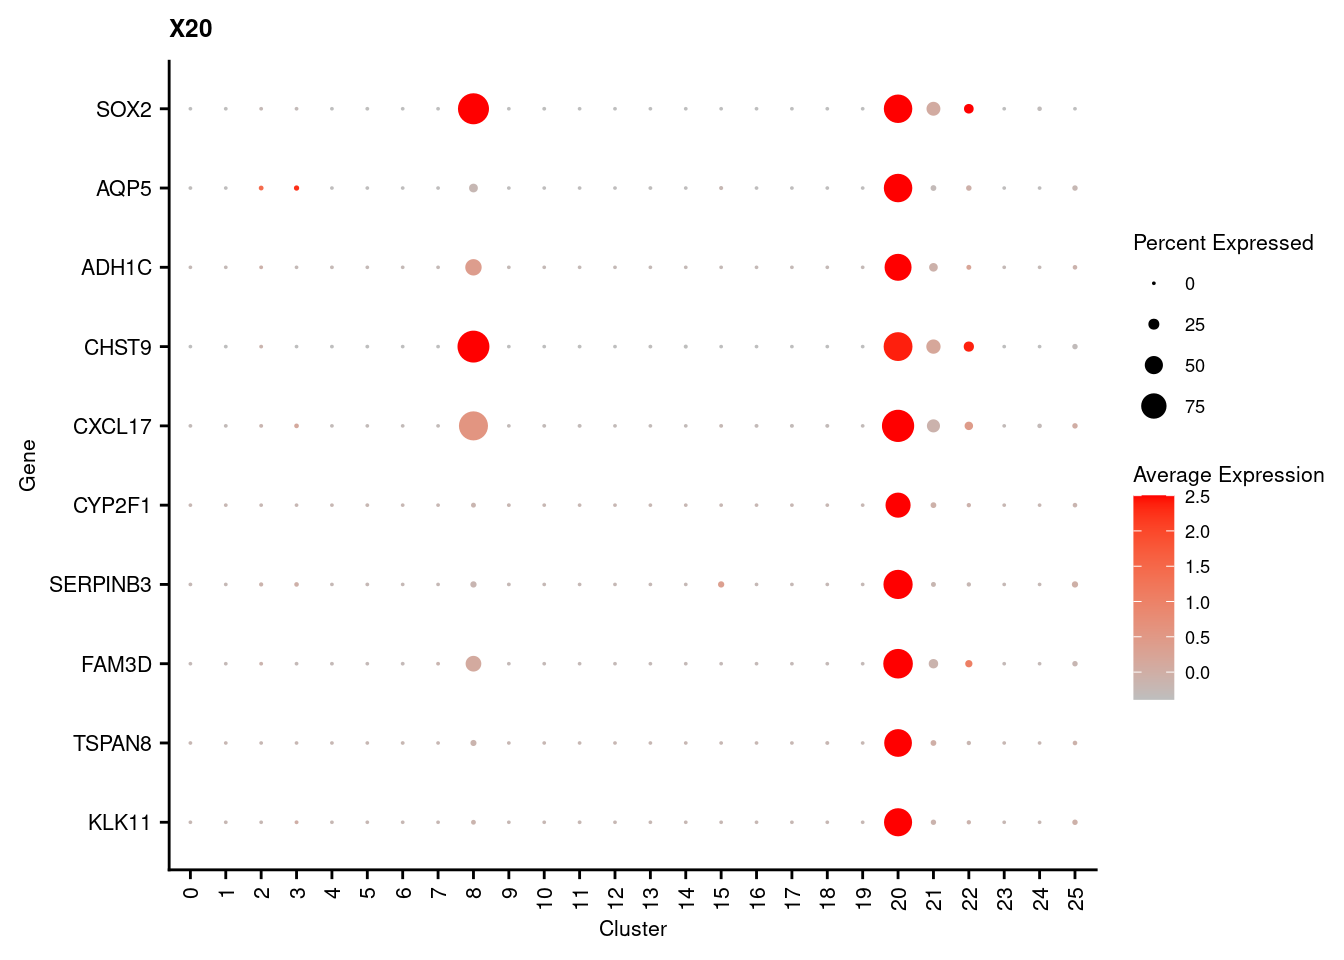 X20
SOX2
AQP5
ADH1C
CHST9
CXCL17
CYP2F1
SERPINB3
FAM3D
TSPAN8
KLK11
Gene
0 1 2 3 4 5 6 7 8 9 10 11 12 13 14 15 16 17 18 19 20 21 22 23 24 25
Cluster
Percent Expressed
0
25
50
75
Average Expression
2.5
2.0
1.5
1.0
0.5
0.0